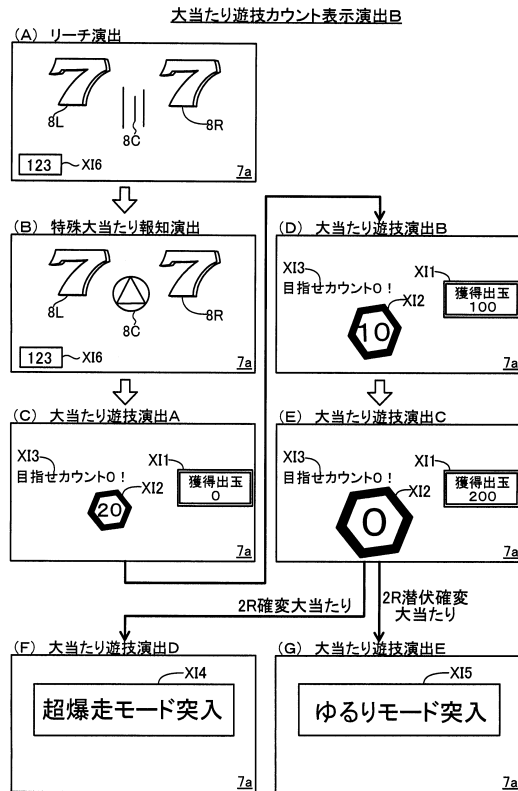 大当たり遊技カウント表示演出B
(A) リーチ演出
7 7
8L
8C
8R
123
XI6
7a
(B) 特殊大当たり報知演出
7 7
8L
8C
8R
123
XI6
7a
(C) 大当たり遊技演出A
XI3
目指せカウント0！
XI2
20
XI1
獲得出玉
0
7a
(D) 大当たり遊技演出B
XI3
目指せカウント0！
XI2
10
XI1
獲得出玉
100
7a
(E) 大当たり遊技演出C
XI3
目指せカウント0！
XI2
0
XI1
獲得出玉
200
7a
2R確変大当たり
2R潜伏確変
大当たり
(F) 大当たり遊技演出D
XI4
超爆走モード突入
7a
(G) 大当たり遊技演出E
XI5
ゆるりモード突入
7a